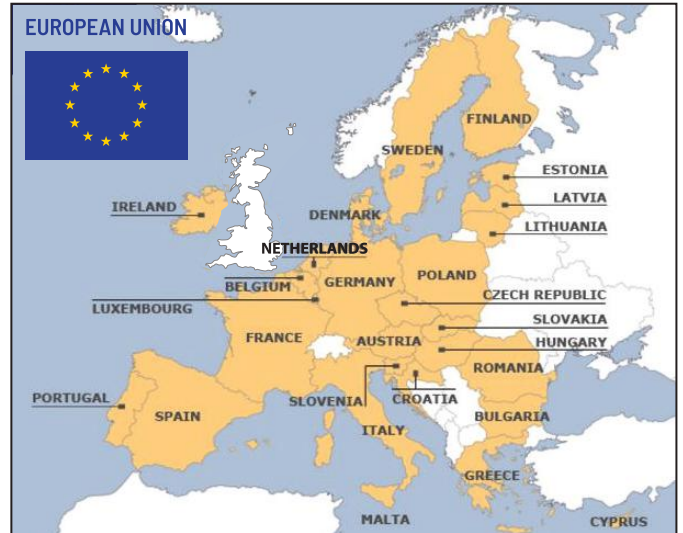 EUROPEAN UNION
FINLAND
SWEDEN
ESTONIA
LATVIA
IRELAND
DENMARK
LITHUANIA
NETHERLANDS
POLAND
GERMANY
BELGIUM
CZECH REPUBLIC
LUXEMBOURG
SLOVAKIA
FRANCE
AUSTRIA
HUNGARY
ROMANIA
PORTUGAL
SLOVENIA
CROATIA
SPAIN
BULGARIA
ITALY
GREECE
MALTA
CYPRUS